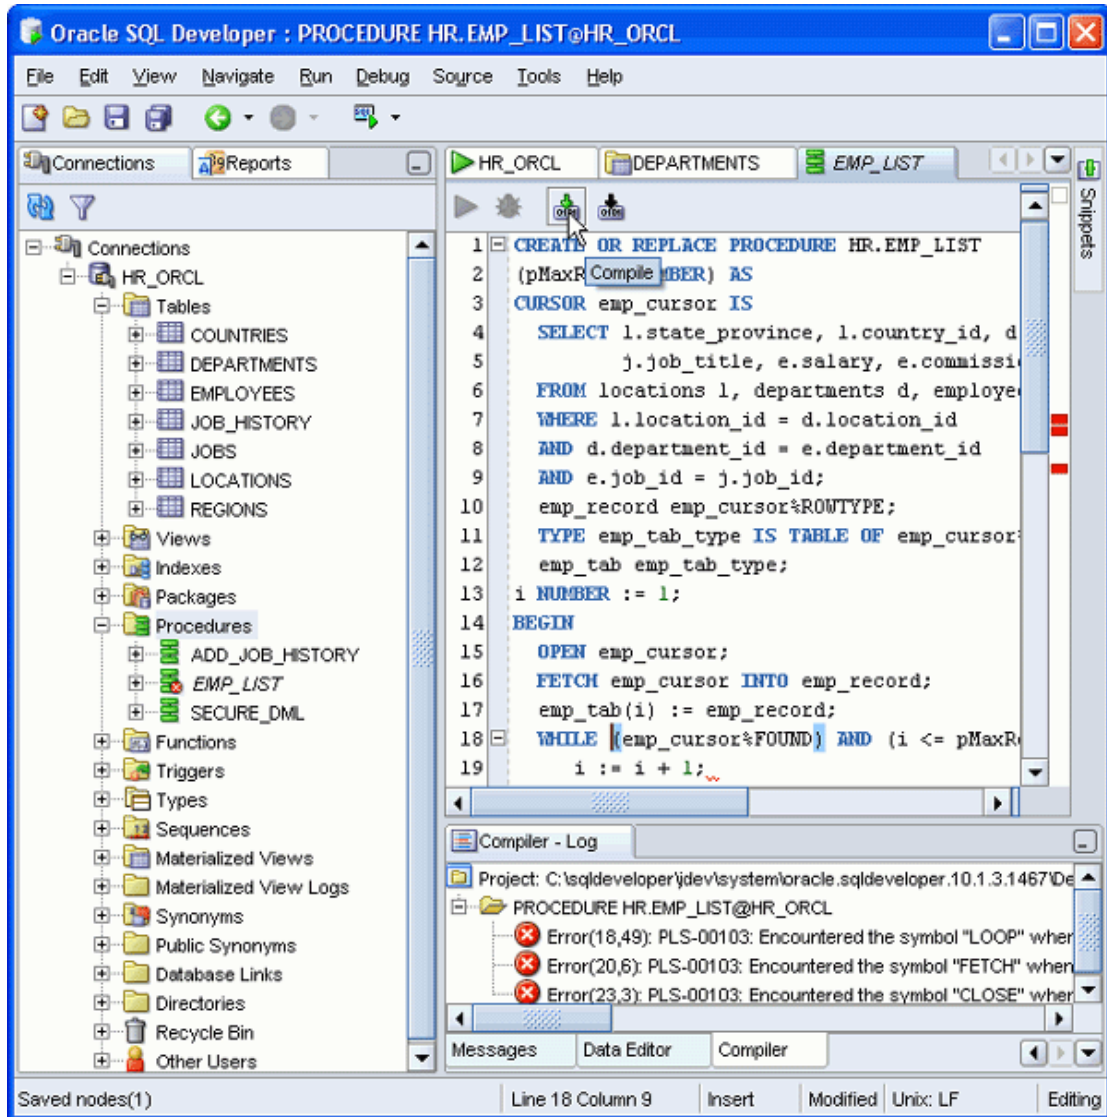 Oracle SQL Developer : PROCEDURE HR.EMP_LIST@HR_ORCL
File Edit View Navigate Run Debug Source Tools Help
Connections Reports
HR_ORCL DEPARTMENTS EMP_LIST
Snippets
Connections
HR_ORCL
Tables
COUNTRIES
DEPARTMENTS
EMPLOYEES
JOB_HISTORY
JOBS
LOCATIONS
REGIONS
Views
Indexes
Packages
Procedures
ADD_JOB_HISTORY
EMP_LIST
SECURE_DML
Functions
Triggers
Types
Sequences
Materialized Views
Materialized View Logs
Synonyms
Public Synonyms
Database Links
Directories
Recycle Bin
Other Users
1 CREATE OR REPLACE PROCEDURE HR.EMP_LIST
Compile
2 (pMaxR MBER) AS
3 CURSOR emp_cursor IS
4 SELECT l.state_province, l.country_id, d
5 j.job_title, e.salary, e.commissi
6 FROM locations l, departments d, employe
7 WHERE l.location_id = d.location_id
8 AND d.department_id = e.department_id
9 AND e.job_id = j.job_id;
10 emp_record emp_cursor%ROWTYPE;
11 TYPE emp_tab_type IS TABLE OF emp_cursor
12 emp_tab emp_tab_type;
13 i NUMBER := 1;
14 BEGIN
15 OPEN emp_cursor;
16 FETCH emp_cursor INTO emp_record;
17 emp_tab(i) := emp_record;
18 WHILE (emp_cursor%FOUND) AND (i <= pMaxR
19 i := i + 1;
Compiler - Log
Project: C:\sqldeveloper\jdev\system\oracle.sqldeveloper.10.1.3.1467\De
PROCEDURE HR.EMP_LIST@HR_ORCL
Error(18,49): PLS-00103: Encountered the symbol "LOOP" wher
Error(20,6): PLS-00103: Encountered the symbol "FETCH" when
Error(23,3): PLS-00103: Encountered the symbol "CLOSE" wher
Messages Data Editor Compiler
Saved nodes(1) Line 18 Column 9 Insert Modified Unix: LF Editing